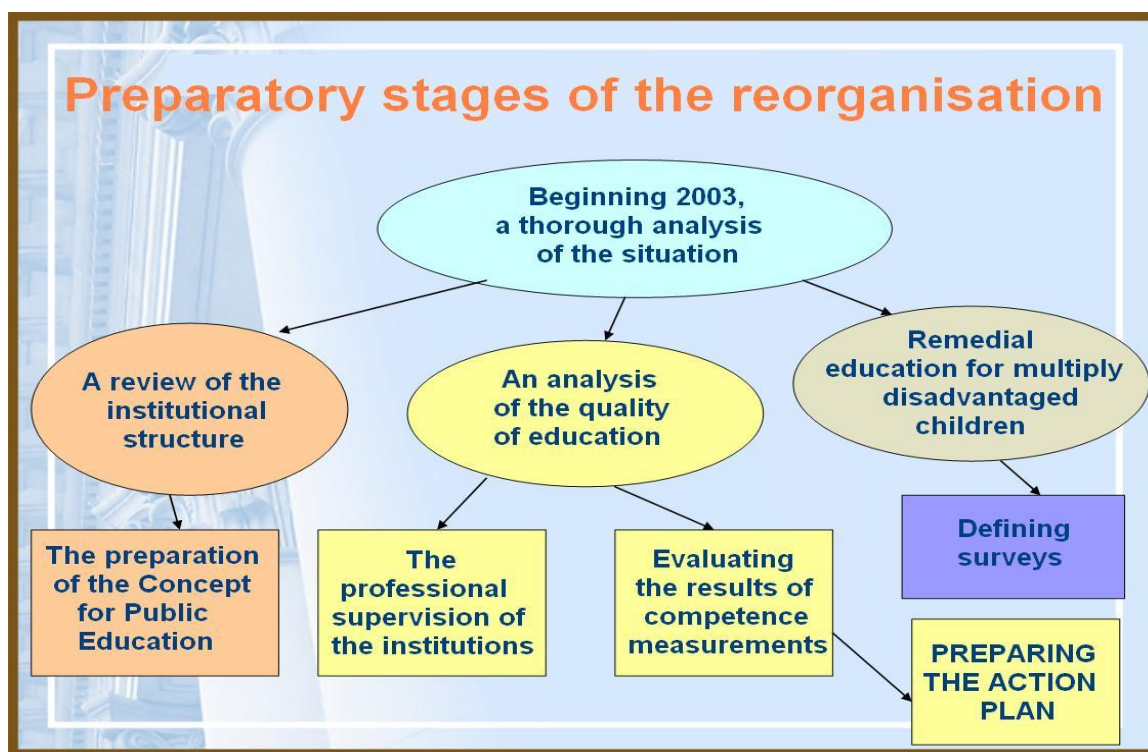 Preparatory stages of the reorganisation
Beginning 2003,
a thorough analysis
of the situation
A review of the
institutional
structure
An analysis
of the quality
of education
Remedial
education for multiply
disadvantaged
children
The preparation
of the Concept
for Public
Education
The
professional
supervision of
the institutions
Evaluating
the results of
competence
measurements
Defining
surveys
PREPARING
THE ACTION
PLAN